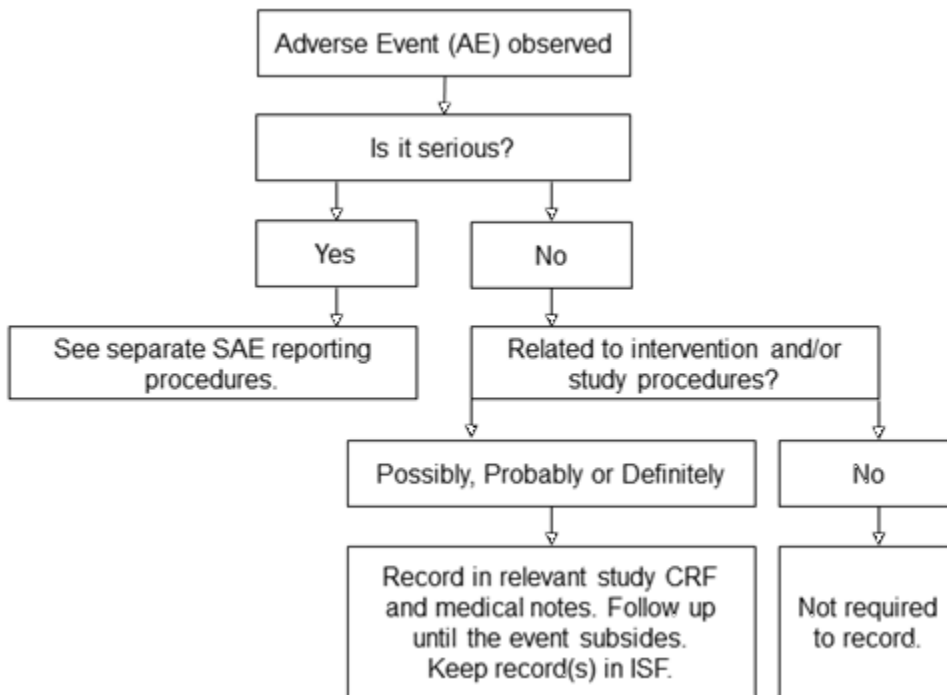 Adverse Event (AE) observed
Is it serious?
Yes
No
See separate SAE reporting
procedures.
Related to intervention and/or
study procedures?
Possibly, Probably or Definitely
No
Record in relevant study CRF
and medical notes. Follow up
until the event subsides.
Keep record(s) in ISF.
Not required
to record.